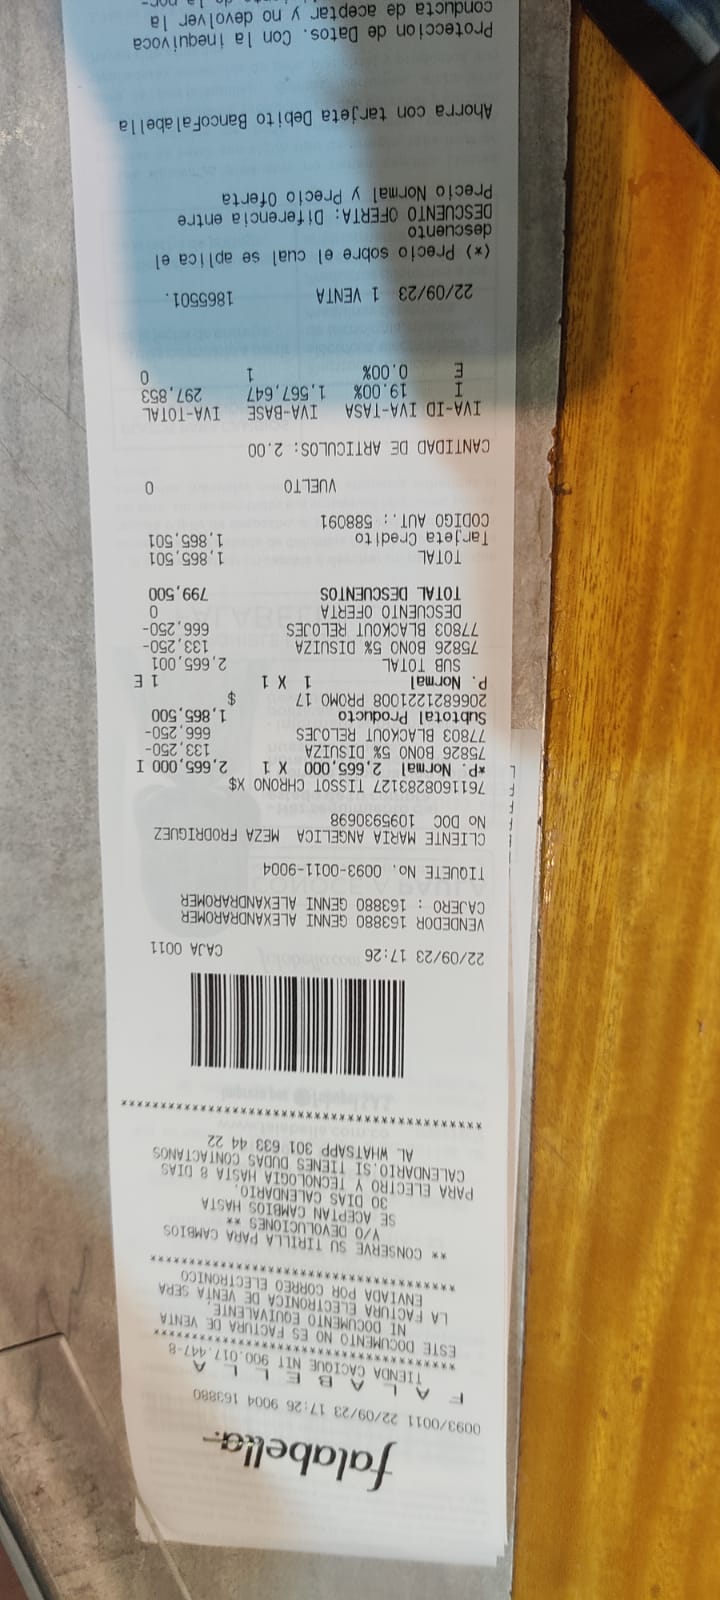 falabella.
0093/0011 22/09/23 17:26 9004 163880
F A L A B E L L A
TIENDA CACIQUE NIT 900.017.447-8
****************************************
ESTE DOCUMENTO NO ES FACTURA DE VENTA
NI DOCUMENTO EQUIVALENTE,
LA FACTURA ELECTRONICA DE VENTA SERA
ENVIADA POR CORREO ELECTRONICO
****************************************
** CONSERVE SU TIRILLA PARA CAMBIOS
Y/O DEVOLUCIONES **
SE ACEPTAN CAMBIOS HASTA
30 DIAS CALENDARIO,
PARA ELECTRO Y TECNOLOGIA HASTA 8 DIAS
CALENDARIO.SI TIENES DUDAS CONTACTANOS
AL WHATSAPP 301 633 44 22
****************************************
22/09/23 17:26 CAJA 0011
VENDEDOR 163880 GENNI ALEXANDRAROMER
CAJERO : 163880 GENNI ALEXANDRAROMER
TIQUETE No. 0093-0011-9004
CLIENTE MARIA ANGELICA MEZA FRODRIGUEZ
No DOC 1095930698
7611608283127 TISSOT CHRONO X$
*P. Normal 2,665,000 X 1 2,665,000 I
75826 BONO 5% DISUIZA 133,250-
77803 BLACKOUT RELOJES 666,250-
Subtotal Producto 1,865,500
2066822121008 PROMO 17 $
P. Normal 1 X 1 1 E
SUB TOTAL 2,665,001
75826 BONO 5% DISUIZA 133,250-
77803 BLACKOUT RELOJES 666,250-
DESCUENTO OFERTA 0
TOTAL DESCUENTOS 799,500
TOTAL 1,865,501
Tarjeta Credito 1,865,501
CODIGO AUT.: 588091
VUELTO 0
CANTIDAD DE ARTICULOS: 2.00
IVA-ID IVA-TASA IVA-BASE IVA-TOTAL
I 19.00% 1,567,647 297,853
E 0.00% 1 0
22/09/23 1 VENTA 1865501.
(*) Precio sobre el cual se aplica el
descuento
DESCUENTO OFERTA: Diferencia entre
Precio Normal y Precio Oferta
Ahorra con tarjeta Debito BancoFalabella
Proteccion de Datos. Con la inequivoca
conducta de aceptar y no devolver la